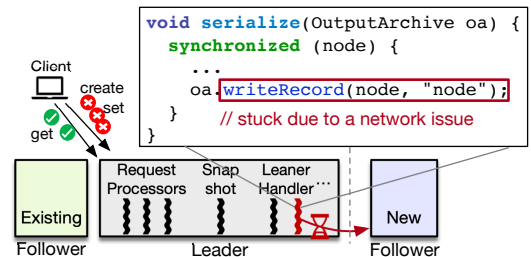 void serialize(OutputArchive oa) {
synchronized (node) {
...
oa.writeRecord(node, "node");
} // stuck due to a network issue
}
Client
create
set
get
Request Processors
Snap shot
Leaner Handler
...
Existing
New
Follower
Leader
Follower